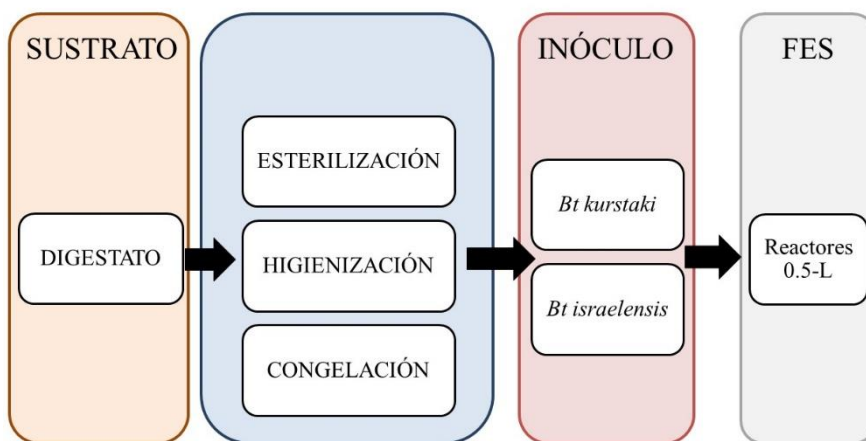 SUSTRATO
DIGESTATO
ESTERILIZACIÓN
HIGIENIZACIÓN
CONGELACIÓN
INÓCULO
Bt kurstaki
Bt israelensis
FES
Reactores
0.5-L